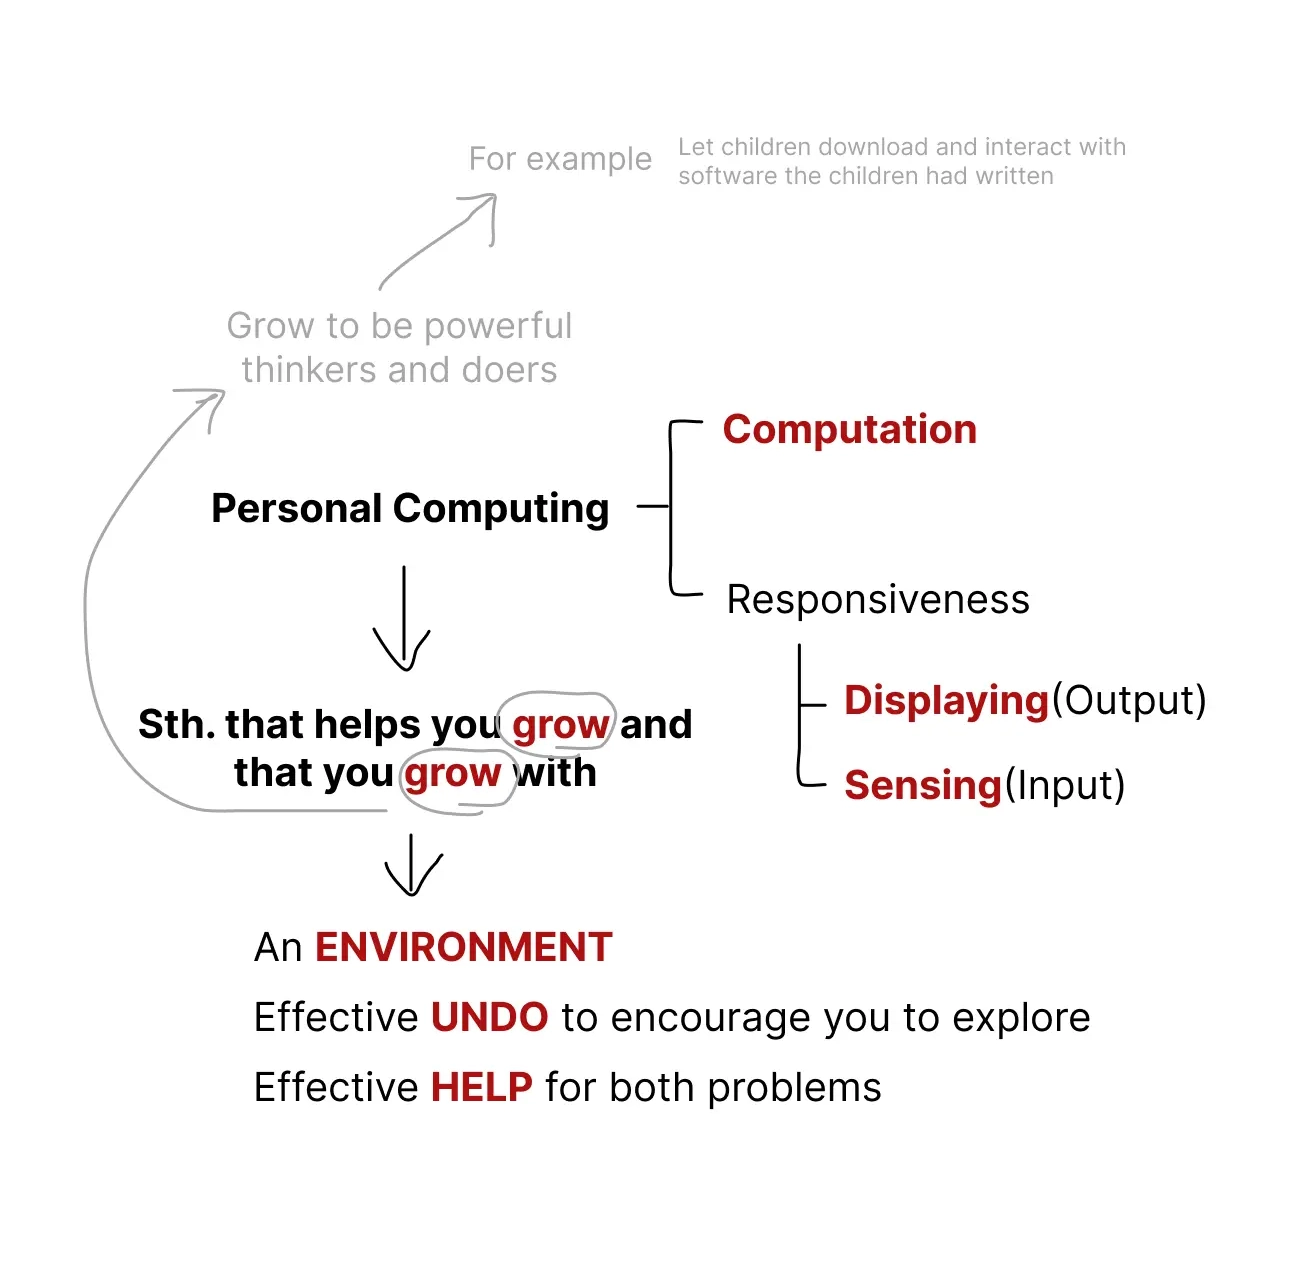 For example
Let children download and interact with
software the children had written
Grow to be powerful
thinkers and doers
Computation
Personal Computing
Responsiveness
Displaying(Output)
Sensing(Input)
Sth. that helps you grow and
that you grow with
An ENVIRONMENT
Effective UNDO to encourage you to explore
Effective HELP for both problems